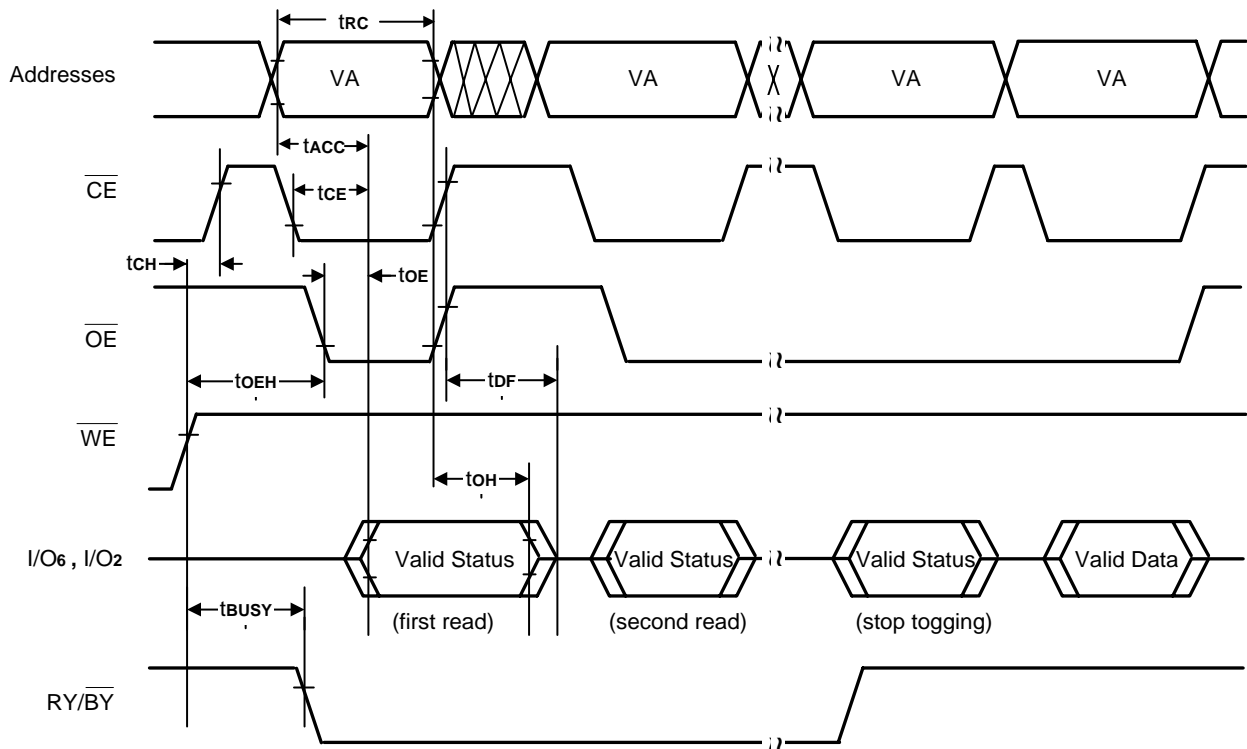 tRC
Addresses
VA
VA
VA
VA
tACC
CE
tCE
tCH
tOE
OE
tOEH
tDF
WE
tOH
I/O6 , I/O2
Valid Status
Valid Status
Valid Status
Valid Data
tBUSY
(first read)
(second read)
(stop togging)
RY/BY